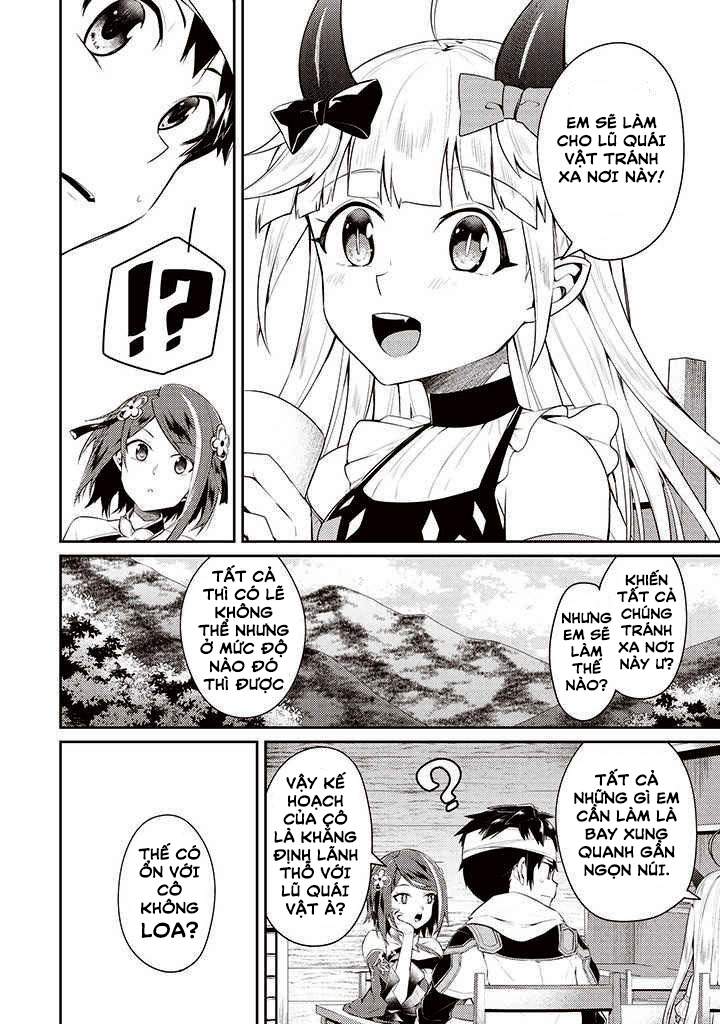 EM SẼ LÀM
CHO LŨ QUÁI
VẬT TRÁNH
XA NƠI NÀY!
!?
KHIẾN
TẤT CẢ
CHÚNG
TRÁNH
XA NƠI
NÀY Ư?
NHƯNG
EM SẼ
LÀM
THẾ
NÀO?
TẤT CẢ
THÌ CÓ LẼ
KHÔNG
THỂ NHƯNG
Ở MỨC ĐỘ
NÀO ĐÓ
THÌ ĐƯỢC
TẤT CẢ
NHỮNG GÌ EM
CẦN LÀM LÀ
BAY XUNG
QUANH GẦN
NGỌN NÚI.
?
VẬY KẾ
HOẠCH
CỦA CÔ
LÀ KHẲNG
ĐỊNH LÃNH
THỔ VỚI
LŨ QUÁI
VẬT À?
THẾ CÓ
ỔN VỚI
CÔ
KHÔNG
LOA?